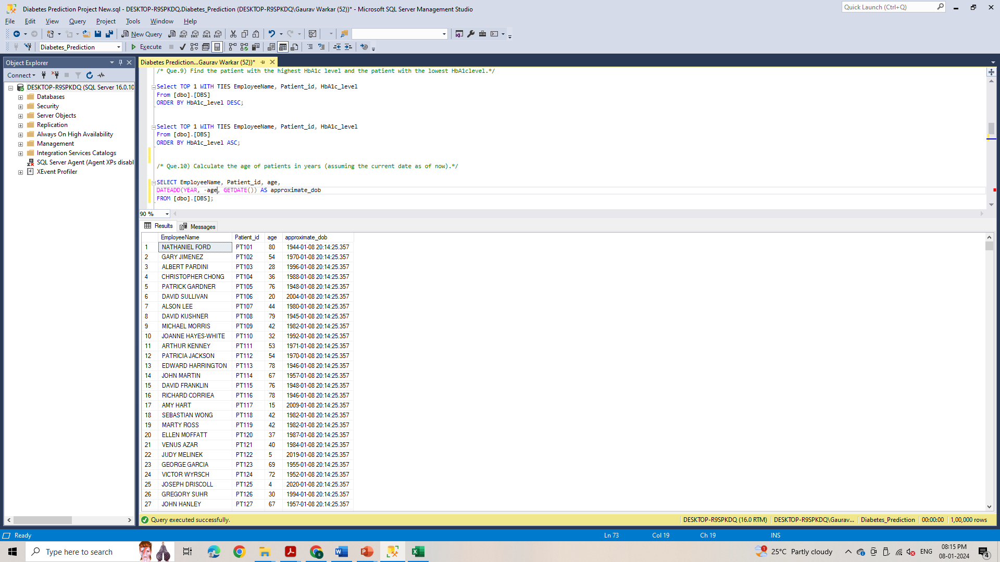 Diabetes Prediction Project New.sql - DESKTOP-R9SPKDQ.Diabetes_Prediction (DESKTOP-R9SPKDQ\Gaurav Warkar (52))* - Microsoft SQL Server Management Studio
Quick Launch (Ctrl+Q)
File Edit View Query Project Tools Window Help
New Query MDX DMX XMLA DAX
Diabetes_Prediction Execute
Object Explorer
Diabetes Prediction...Gaurav Warkar (52))*
Connect
DESKTOP-R9SPKDQ (SQL Server 16.0.10
Databases
Security
Server Objects
Replication
Always On High Availability
Management
Integration Services Catalogs
SQL Server Agent (Agent XPs disabl
XEvent Profiler
/* Que.9) Find the patient with the highest HbA1c level and the patient with the lowest HbA1clevel.*/
Select TOP 1 WITH TIES EmployeeName, Patient_id, HbA1c_level
From [dbo].[DBS]
ORDER BY HbA1c_level DESC;
Select TOP 1 WITH TIES EmployeeName, Patient_id, HbA1c_level
From [dbo].[DBS]
ORDER BY HbA1c_level ASC;
/* Que.10) Calculate the age of patients in years (assuming the current date as of now).*/
SELECT EmployeeName, Patient_id, age,
DATEADD(YEAR, -age, GETDATE()) AS approximate_dob
FROM [dbo].[DBS];
90 %
Results Messages
EmployeeName Patient_id age approximate_dob
1 NATHANIEL FORD PT101 80 1944-01-08 20:14:25.357
2 GARY JIMENEZ PT102 54 1970-01-08 20:14:25.357
3 ALBERT PARDINI PT103 28 1996-01-08 20:14:25.357
4 CHRISTOPHER CHONG PT104 36 1988-01-08 20:14:25.357
5 PATRICK GARDNER PT105 76 1948-01-08 20:14:25.357
6 DAVID SULLIVAN PT106 20 2004-01-08 20:14:25.357
7 ALSON LEE PT107 44 1980-01-08 20:14:25.357
8 DAVID KUSHNER PT108 79 1945-01-08 20:14:25.357
9 MICHAEL MORRIS PT109 42 1982-01-08 20:14:25.357
10 JOANNE HAYES-WHITE PT110 32 1992-01-08 20:14:25.357
11 ARTHUR KENNEY PT111 53 1971-01-08 20:14:25.357
12 PATRICIA JACKSON PT112 54 1970-01-08 20:14:25.357
13 EDWARD HARRINGTON PT113 78 1946-01-08 20:14:25.357
14 JOHN MARTIN PT114 67 1957-01-08 20:14:25.357
15 DAVID FRANKLIN PT115 76 1948-01-08 20:14:25.357
16 RICHARD CORRIEA PT116 78 1946-01-08 20:14:25.357
17 AMY HART PT117 15 2009-01-08 20:14:25.357
18 SEBASTIAN WONG PT118 42 1982-01-08 20:14:25.357
19 MARTY ROSS PT119 42 1982-01-08 20:14:25.357
20 ELLEN MOFFATT PT120 37 1987-01-08 20:14:25.357
21 VENUS AZAR PT121 40 1984-01-08 20:14:25.357
22 JUDY MELINEK PT122 5 2019-01-08 20:14:25.357
23 GEORGE GARCIA PT123 69 1955-01-08 20:14:25.357
24 VICTOR WYRSCH PT124 72 1952-01-08 20:14:25.357
25 JOSEPH DRISCOLL PT125 4 2020-01-08 20:14:25.357
26 GREGORY SUHR PT126 30 1994-01-08 20:14:25.357
27 JOHN HANLEY PT127 67 1957-01-08 20:14:25.357
Query executed successfully. DESKTOP-R9SPKDQ (16.0 RTM) DESKTOP-R9SPKDQ\Gaurav... Diabetes_Prediction 00:00:00 1,00,000 rows
Ready Ln 73 Col 19 Ch 19 INS
Type here to search
1 25°C Partly cloudy ENG
08:15 PM
08-01-2024
4